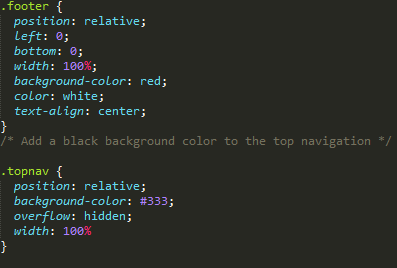 .footer {
position: relative;
left: 0;
bottom: 0;
width: 100%;
background-color: red;
color: white;
text-align: center;
}
/* Add a black background color to the top navigation */
.topnav {
position: relative;
background-color: #333;
overflow: hidden;
width: 100%
}